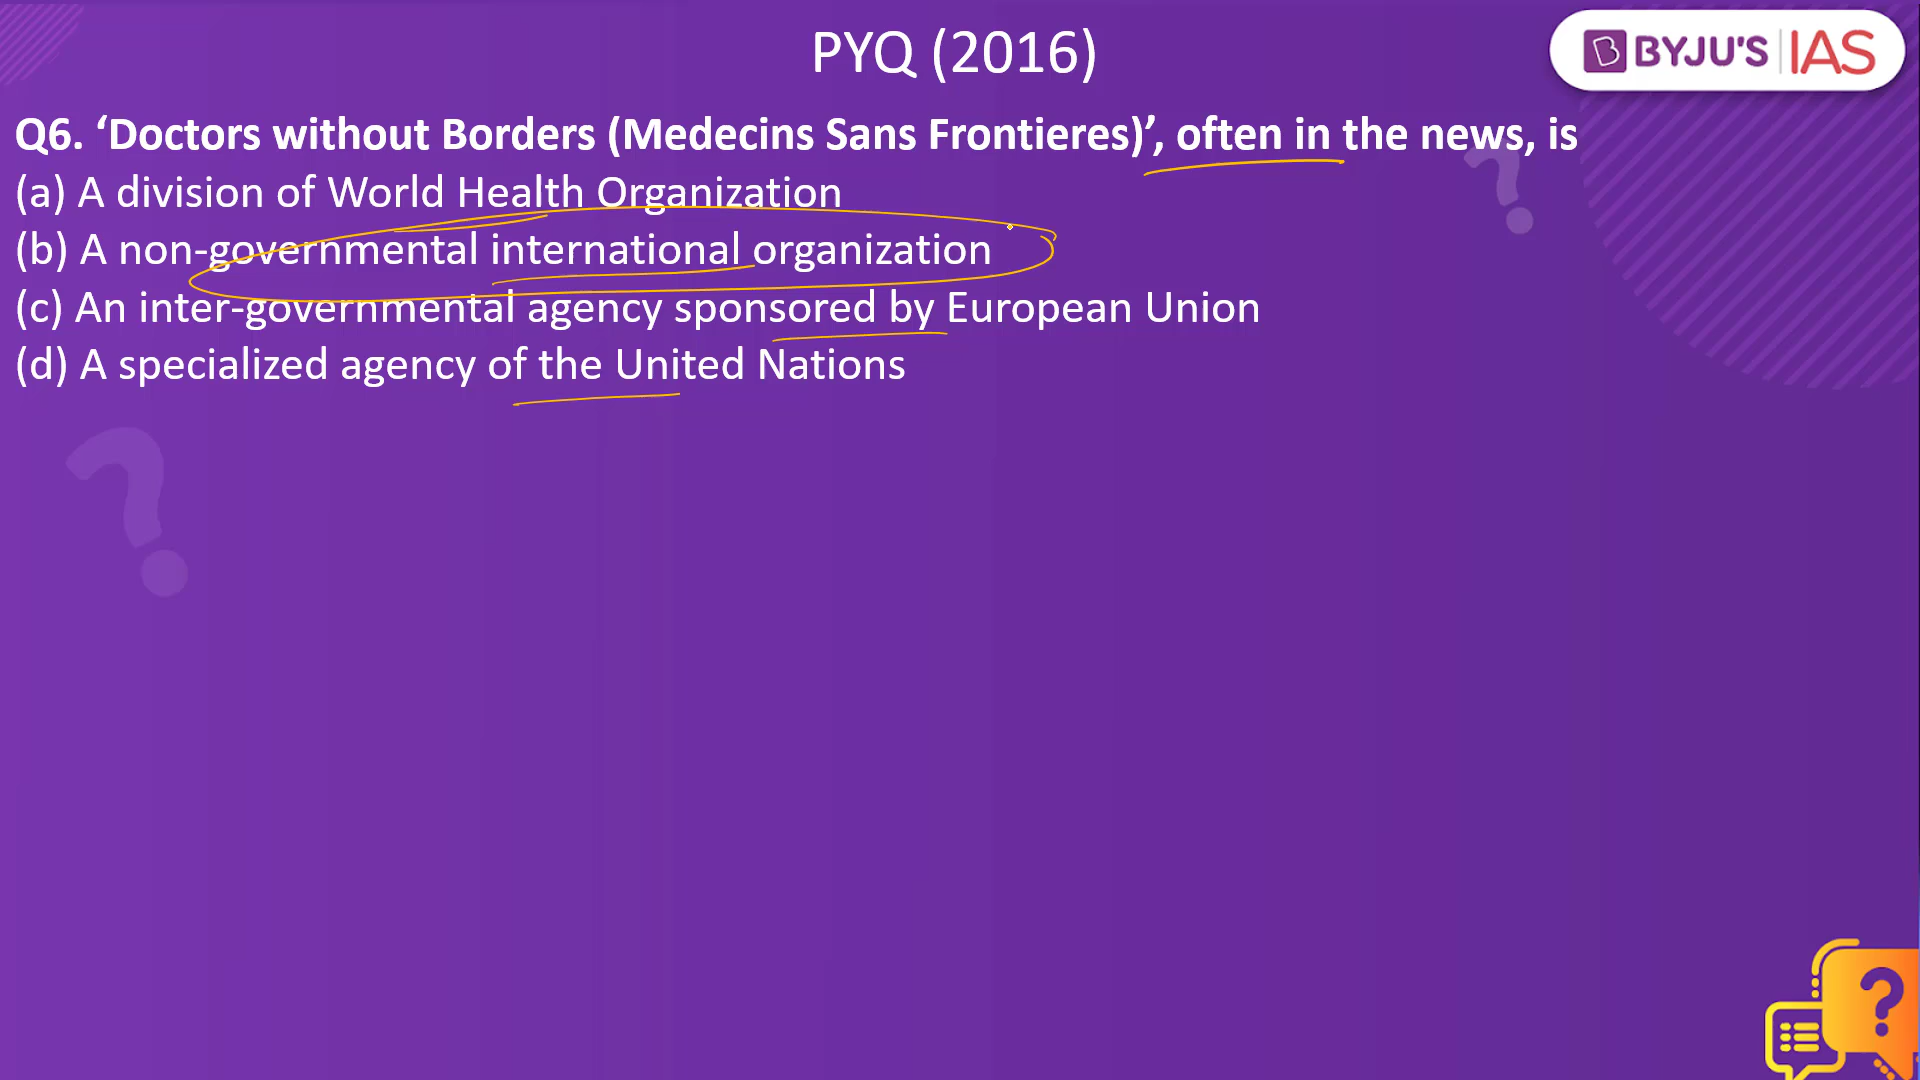 PYQ (2016)
BYJU'S IAS
Q6. ‘Doctors without Borders (Medecins Sans Frontieres)’, often in the news, is
(a) A division of World Health Organization
(b) A non-governmental international organization
(c) An inter-governmental agency sponsored by European Union
(d) A specialized agency of the United Nations